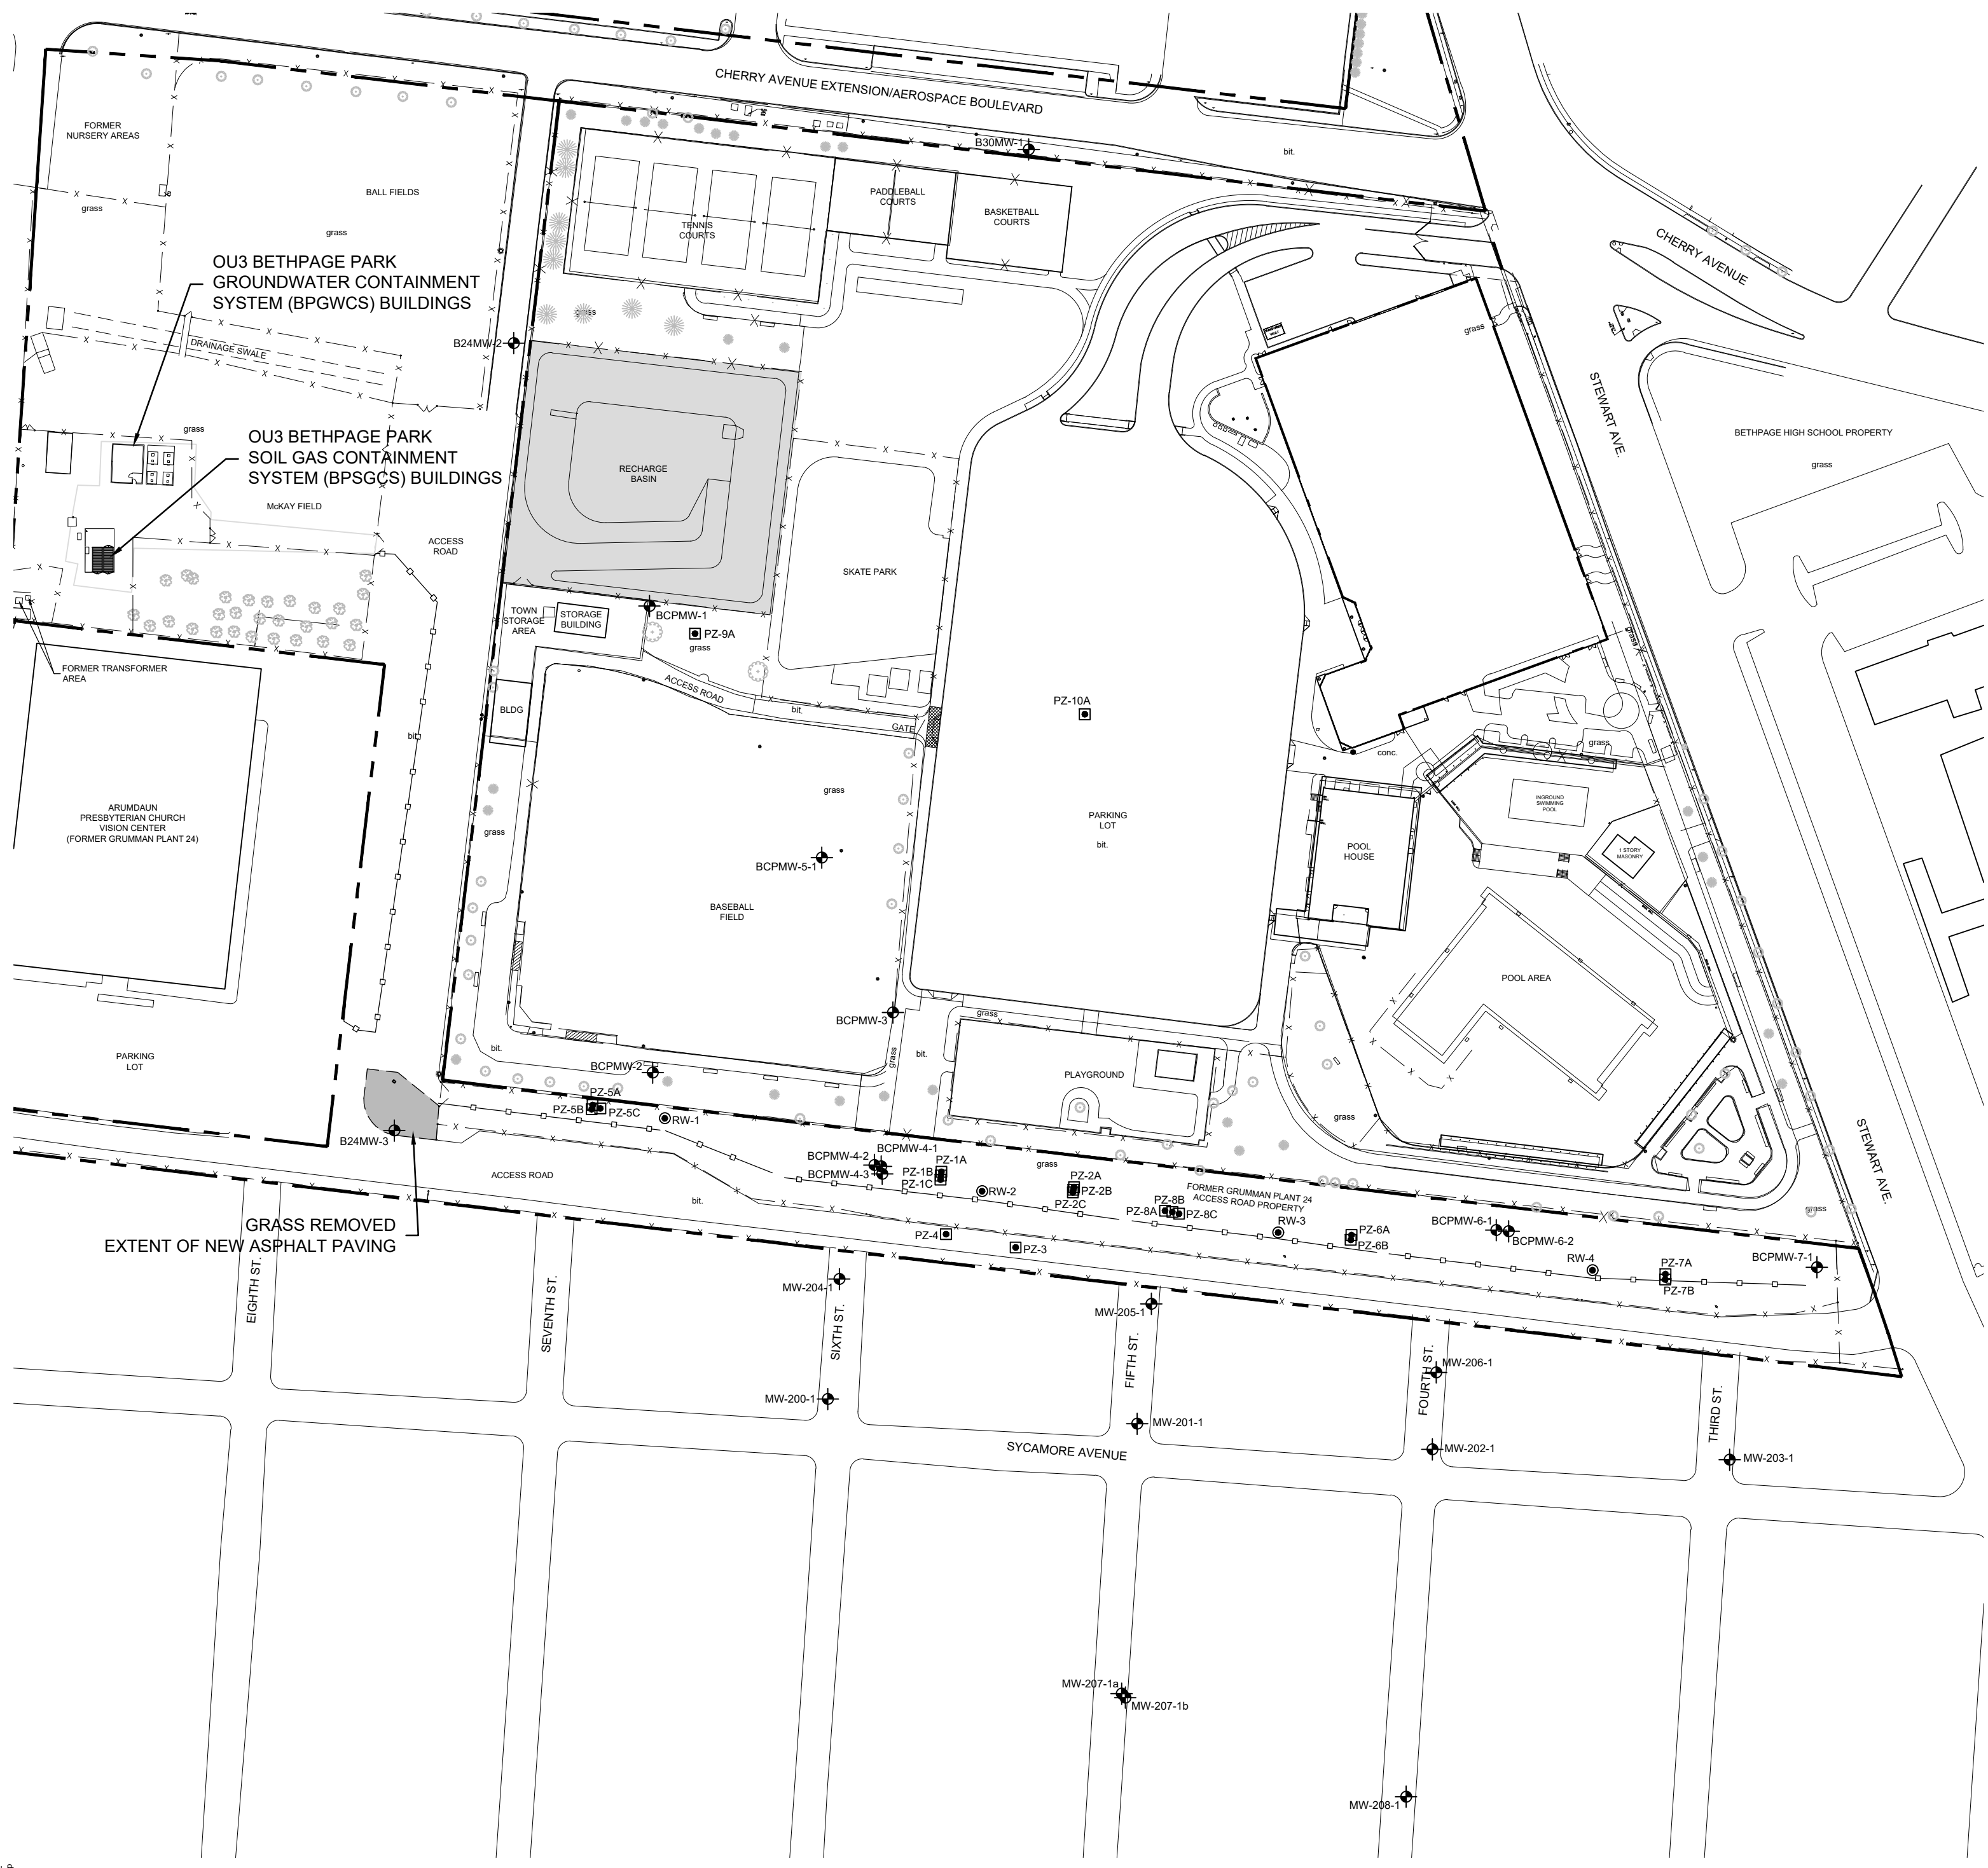 CHERRY AVENUE EXTENSION/AEROSPACE BOULEVARD
FORMER
NURSERY AREAS
BALL FIELDS
grass
grass
B30MW-1
bit.
PADDLEBALL
COURTS
BASKETBALL
COURTS
TENNIS
COURTS
CHERRY AVENUE
OU3 BETHPAGE PARK
GROUNDWATER CONTAINMENT
SYSTEM (BPGWCS) BUILDINGS
grass
grass
DRAINAGE SWALE
B24MW-2
STEWART AVE.
grass
OU3 BETHPAGE PARK
SOIL GAS CONTAINMENT
SYSTEM (BPSGCS) BUILDINGS
BETHPAGE HIGH SCHOOL PROPERTY
grass
RECHARGE
BASIN
McKAY FIELD
ACCESS
ROAD
SKATE PARK
TOWN
STORAGE
AREA
STORAGE
BUILDING
BCPMW-1
PZ-9A
grass
grass
FORMER TRANSFORMER
AREA
ACCESS ROAD
BLDG
bit.
GATE
PZ-10A
bit.
conc.
grass
grass
ARUMDAUN
PRESBYTERIAN CHURCH
VISION CENTER
(FORMER GRUMMAN PLANT 24)
grass
INGROUND
SWIMMING
POOL
PARKING
LOT
bit.
POOL
HOUSE
1 STORY
MASONRY
BCPMW-5-1
BASEBALL
FIELD
POOL AREA
BCPMW-3
grass
bit.
grass
bit.
PARKING
LOT
BCPMW-2
PLAYGROUND
PZ-5A
PZ-5B
PZ-5C
RW-1
grass
B24MW-3
BCPMW-4-1
BCPMW-4-2
BCPMW-4-3
PZ-1A
PZ-1B
PZ-1C
grass
ACCESS ROAD
bit.
RW-2
PZ-2A
PZ-2B
PZ-2C
FORMER GRUMMAN PLANT 24
ACCESS ROAD PROPERTY
STEWART AVE.
PZ-8B
PZ-8A
PZ-8C
grass
GRASS REMOVED
EXTENT OF NEW ASPHALT PAVING
PZ-4
PZ-3
RW-3
PZ-6A
PZ-6B
BCPMW-6-1
BCPMW-6-2
RW-4
PZ-7A
PZ-7B
BCPMW-7-1
EIGHTH ST.
SEVENTH ST.
MW-204-1
SIXTH ST.
MW-205-1
FIFTH ST.
FOURTH ST.
MW-206-1
THIRD ST.
MW-200-1
MW-201-1
SYCAMORE AVENUE
MW-202-1
MW-203-1
MW-207-1a
MW-207-1b
MW-208-1